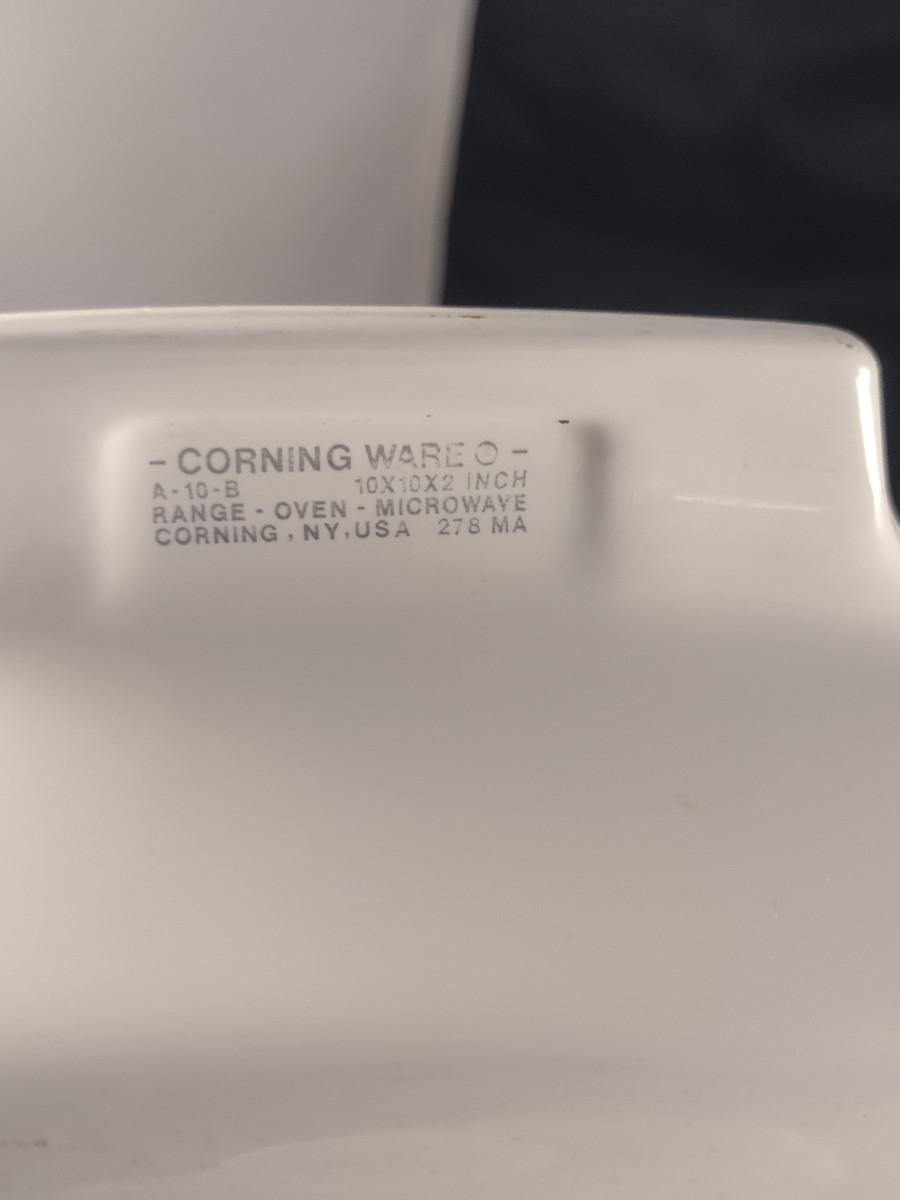 - CORNING WARE ® -
A-10-B 10X10X2 INCH
RANGE - OVEN - MICROWAVE
CORNING, NY, USA 278 MA